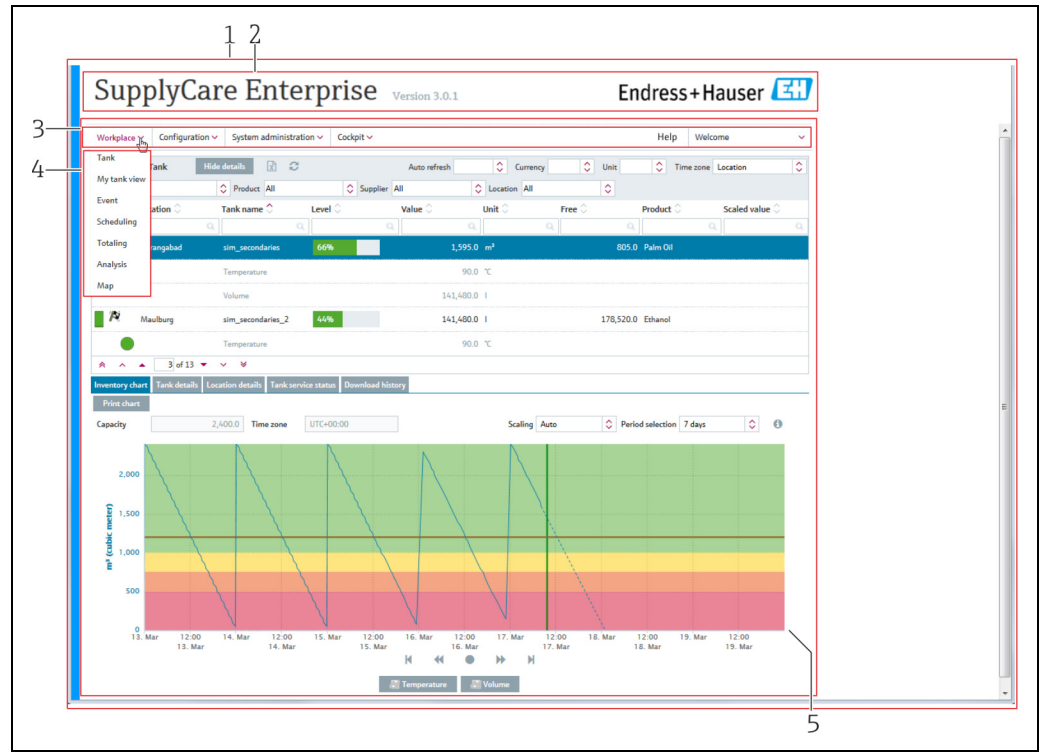 1 2
SupplyCare Enterprise Version 3.0.1 Endress+Hauser EH
3
Workplace Configuration System administration Cockpit Help Welcome
4
Tank
My tank view
Event
Scheduling
Totaling
Analysis
Map
Tank Hide details Auto refresh Currency Unit Time zone Location
Product All Supplier All Location All
Tank name Level Value Unit Free Product Scaled value
sim_secondaries 66% 1,595.0 m³ 805.0 Palm Oil
Temperature 90.0 °C
Volume 141,480.0 l
Maulburg sim_secondaries_2 44% 141,480.0 l 178,520.0 Ethanol
Temperature 90.0 °C
3 of 13
Inventory chart Tank details Location details Tank service status Download history
Print chart
Capacity 2,400.0 Time zone UTC+00:00 Scaling Auto Period selection 7 days
m³ (cubic meter)
2,000
1,500
1,000
500
0
13. Mar 12:00 14. Mar 12:00 15. Mar 12:00 16. Mar 12:00 17. Mar 12:00 18. Mar 12:00 19. Mar 12:00
13. Mar 14. Mar 15. Mar 16. Mar 17. Mar 18. Mar 19. Mar
Temperature Volume
5